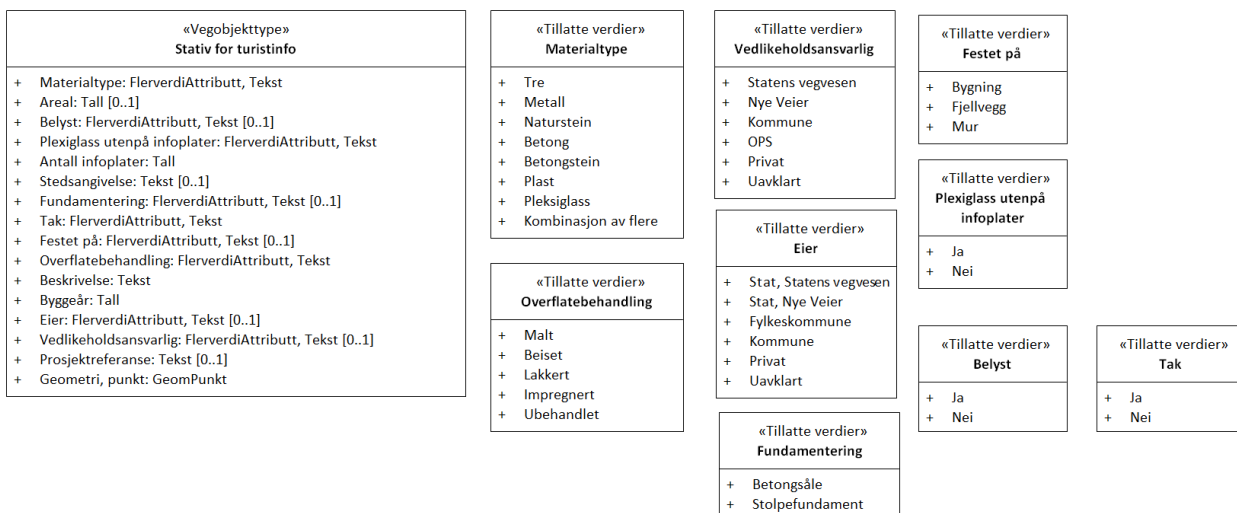 «Vegobjekttype»
Stativ for turistinfo
+ Materialtype: FlerverdiAttributt, Tekst
+ Areal: Tall [0..1]
+ Belyst: FlerverdiAttributt, Tekst [0..1]
+ Plexiglass utenpå infoplater: FlerverdiAttributt, Tekst
+ Antall infoplater: Tall
+ Stedsangivelse: Tekst [0..1]
+ Fundamentering: FlerverdiAttributt, Tekst [0..1]
+ Tak: FlerverdiAttributt, Tekst
+ Festet på: FlerverdiAttributt, Tekst [0..1]
+ Overflatebehandling: FlerverdiAttributt, Tekst
+ Beskrivelse: Tekst
+ Byggeår: Tall
+ Eier: FlerverdiAttributt, Tekst [0..1]
+ Vedlikeholdsansvarlig: FlerverdiAttributt, Tekst [0..1]
+ Prosjektreferanse: Tekst [0..1]
+ Geometri, punkt: GeomPunkt
«Tillatte verdier»
Materialtype
+ Tre
+ Metall
+ Naturstein
+ Betong
+ Betongstein
+ Plast
+ Pleksiglass
+ Kombinasjon av flere
«Tillatte verdier»
Overflatebehandling
+ Malt
+ Beiset
+ Lakkert
+ Impregnert
+ Ubehandlet
«Tillatte verdier»
Vedlikeholdsansvarlig
+ Statens vegvesen
+ Nye Veier
+ Kommune
+ OPS
+ Privat
+ Uavklart
«Tillatte verdier»
Eier
+ Stat, Statens vegvesen
+ Stat, Nye Veier
+ Fylkeskommune
+ Kommune
+ Privat
+ Uavklart
«Tillatte verdier»
Fundamentering
+ Betongsåle
+ Stolpefundament
«Tillatte verdier»
Festet på
+ Bygning
+ Fjellvegg
+ Mur
«Tillatte verdier»
Plexiglass utenpå
infoplater
+ Ja
+ Nei
«Tillatte verdier»
Belyst
+ Ja
+ Nei
«Tillatte verdier»
Tak
+ Ja
+ Nei